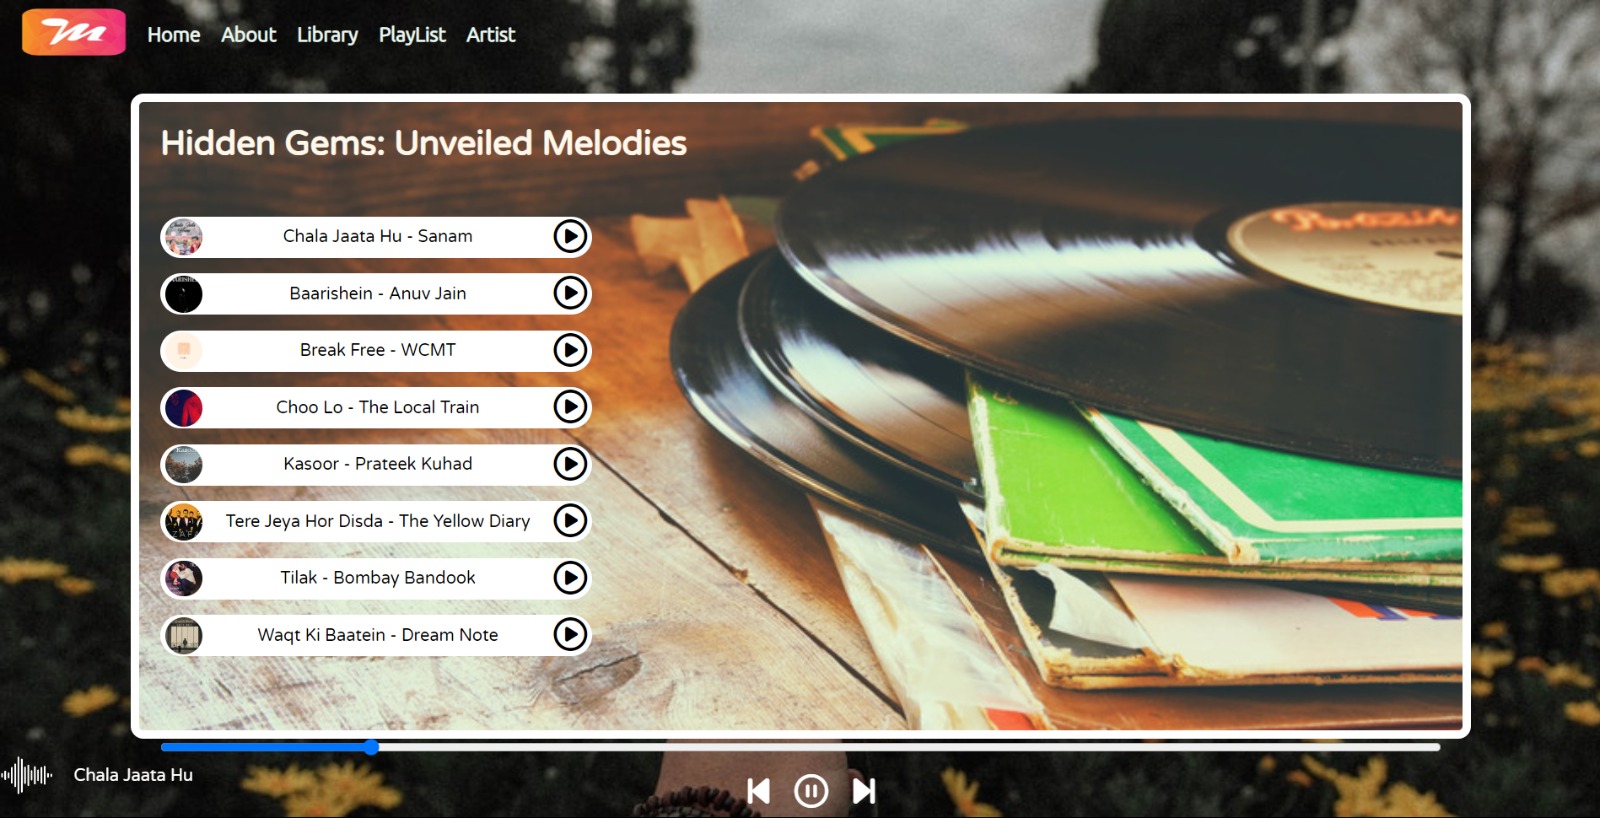 Home About Library PlayList Artist
Hidden Gems: Unveiled Melodies
Chala Jaata Hu - Sanam
Baarishein - Anuv Jain
Break Free - WCMT
Choo Lo - The Local Train
Kasoor - Prateek Kuhad
Tere Jeya Hor Disda - The Yellow Diary
Tilak - Bombay Bandook
Waqt Ki Baatein - Dream Note
Chala Jaata Hu